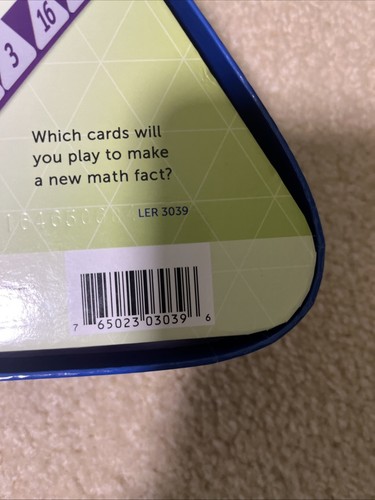 3 16
Which cards will
you play to make
a new math fact?
LER 3039
7 65023 03039 6